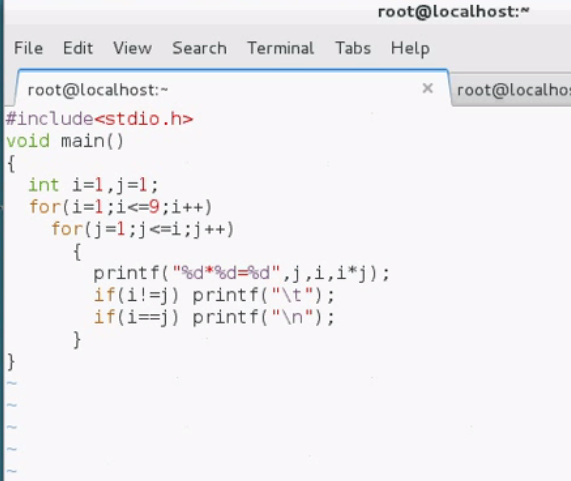 root@localhost:~
File Edit View Search Terminal Tabs Help
root@localhost:~ × root@localhos
#include<stdio.h>
void main()
{
  int i=1,j=1;
  for(i=1;i<=9;i++)
    for(j=1;j<=i;j++)
      {
        printf("%d*%d=%d",j,i,i*j);
        if(i!=j) printf("\t");
        if(i==j) printf("\n");
      }
}
~
~
~
~
~